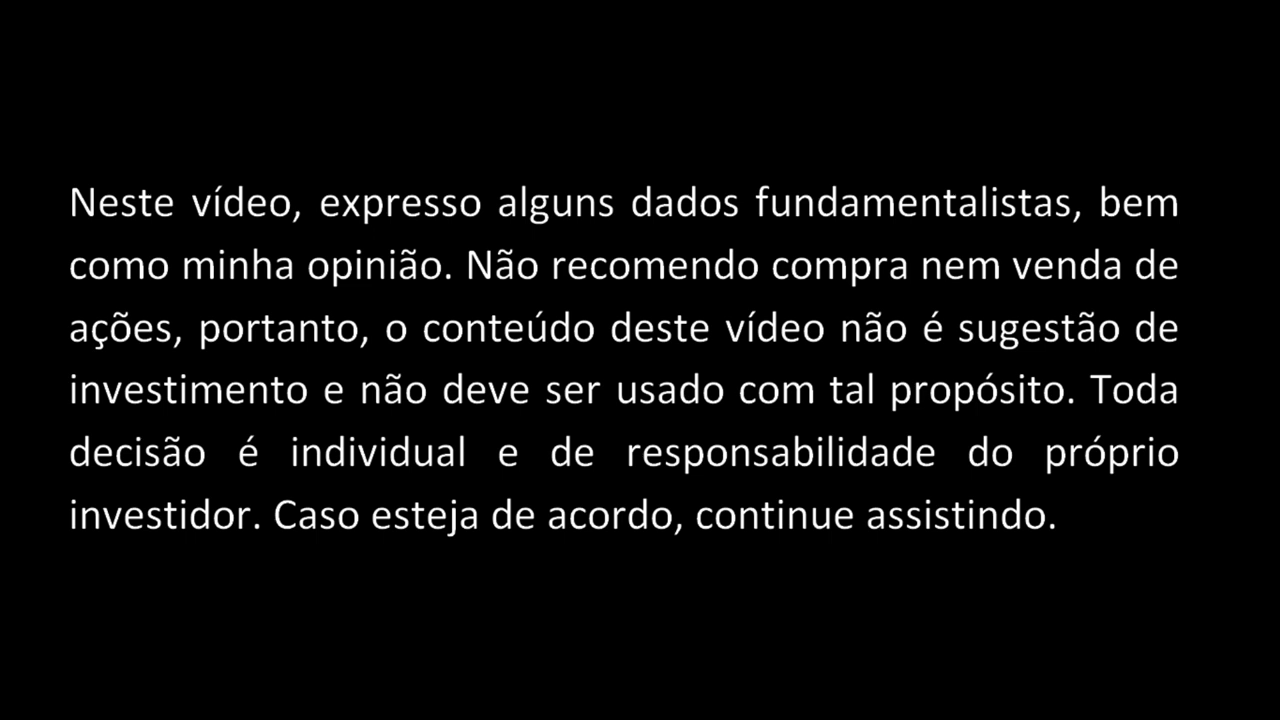 Neste vídeo, expresso alguns dados fundamentalistas, bem
como minha opinião. Não recomendo compra nem venda de
ações, portanto, o conteúdo deste vídeo não é sugestão de
investimento e não deve ser usado com tal propósito. Toda
decisão é individual e de responsabilidade do próprio
investidor. Caso esteja de acordo, continue assistindo.